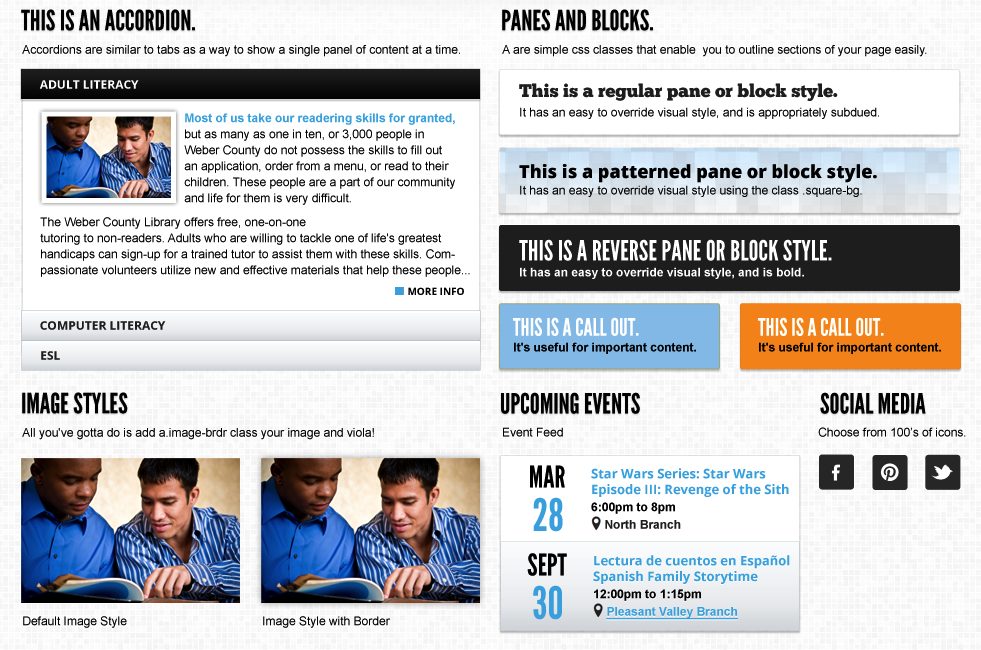 THIS IS AN ACCORDION.
Accordions are similar to tabs as a way to show a single panel of content at a time.
ADULT LITERACY
Most of us take our readering skills for granted,
but as many as one in ten, or 3,000 people in
Weber County do not possess the skills to fill out
an application, order from a menu, or read to their
children. These people are a part of our community
and life for them is very difficult.
The Weber County Library offers free, one-on-one
tutoring to non-readers. Adults who are willing to tackle one of life's greatest
handicaps can sign-up for a trained tutor to assist them with these skills. Com-
passionate volunteers utilize new and effective materials that help these people...
MORE INFO
COMPUTER LITERACY
ESL
PANES AND BLOCKS.
A are simple css classes that enable  you to outline sections of your page easily.
This is a regular pane or block style.
It has an easy to override visual style, and is appropriately subdued.
This is a patterned pane or block style.
It has an easy to override visual style using the class .square-bg.
THIS IS A REVERSE PANE OR BLOCK STYLE.
It has an easy to override visual style, and is bold.
THIS IS A CALL OUT.
It's useful for important content.
THIS IS A CALL OUT.
It's useful for important content.
IMAGE STYLES
All you've gotta do is add a.image-brdr class your image and viola!
Default Image Style
Image Style with Border
UPCOMING EVENTS
Event Feed
MAR
28
Star Wars Series: Star Wars
Episode III: Revenge of the Sith
6:00pm to 8pm
North Branch
SEPT
30
Lectura de cuentos en Español
Spanish Family Storytime
12:00pm to 1:15pm
Pleasant Valley Branch
SOCIAL MEDIA
Choose from 100's of icons.